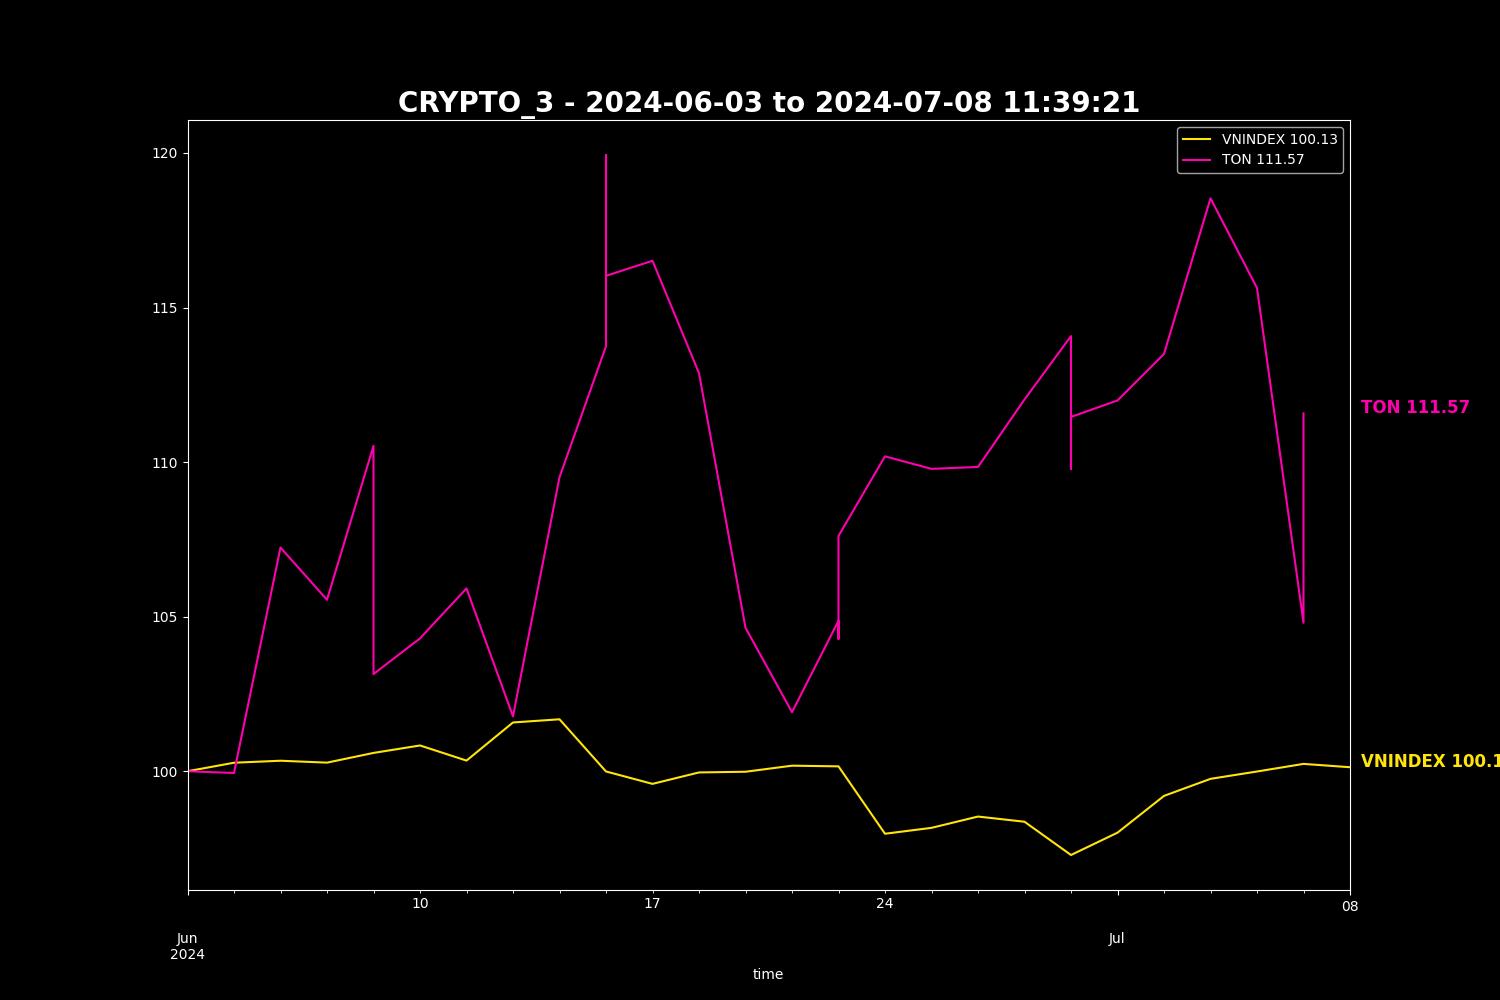 CRYPTO_3 - 2024-06-03 to 2024-07-08 11:39:21
VNINDEX 100.13
TON 111.57
120
115
110
105
100
TON 111.57
VNINDEX 100.1
10
17
24
08
Jun
2024
Jul
time